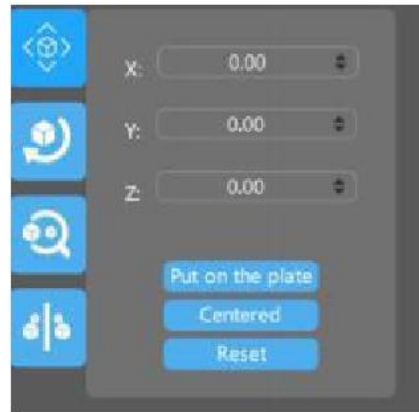 X: 0.00
Y: 0.00
Z: 0.00
Put on the plate
Centered
Reset